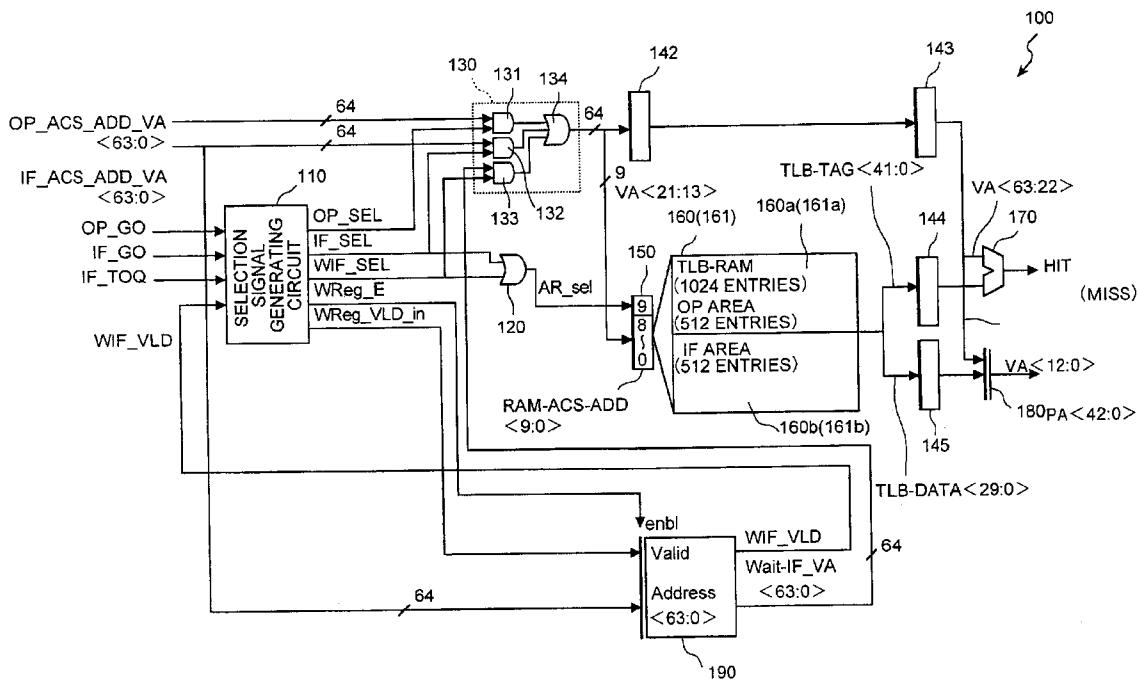 100
130
131
134
142
143
OP_ACS_ADD_VA
<63:0>
64
64
64
IF_ACS_ADD_VA
<63:0>
110
133
132
9
VA<21:13>
TLB-TAG<41:0>
VA<63:22>
OP_GO
IF_GO
IF_TOQ
WIF_VLD
SELECTION
SIGNAL
GENERATING
CIRCUIT
OP_SEL
IF_SEL
WIF_SEL
WReg_E
WReg_VLD_in
120
AR_sel
150
9
8~0
RAM-ACS-ADD
<9:0>
160(161)
160a(161a)
TLB-RAM
(1024 ENTRIES)
OP AREA
(512 ENTRIES)
IF AREA
(512 ENTRIES)
160b(161b)
144
170
HIT
(MISS)
145
VA<12:0>
180
PA<42:0>
TLB-DATA<29:0>
enbl
Valid
Address
<63:0>
WIF_VLD
Wait-IF_VA
<63:0>
64
64
190